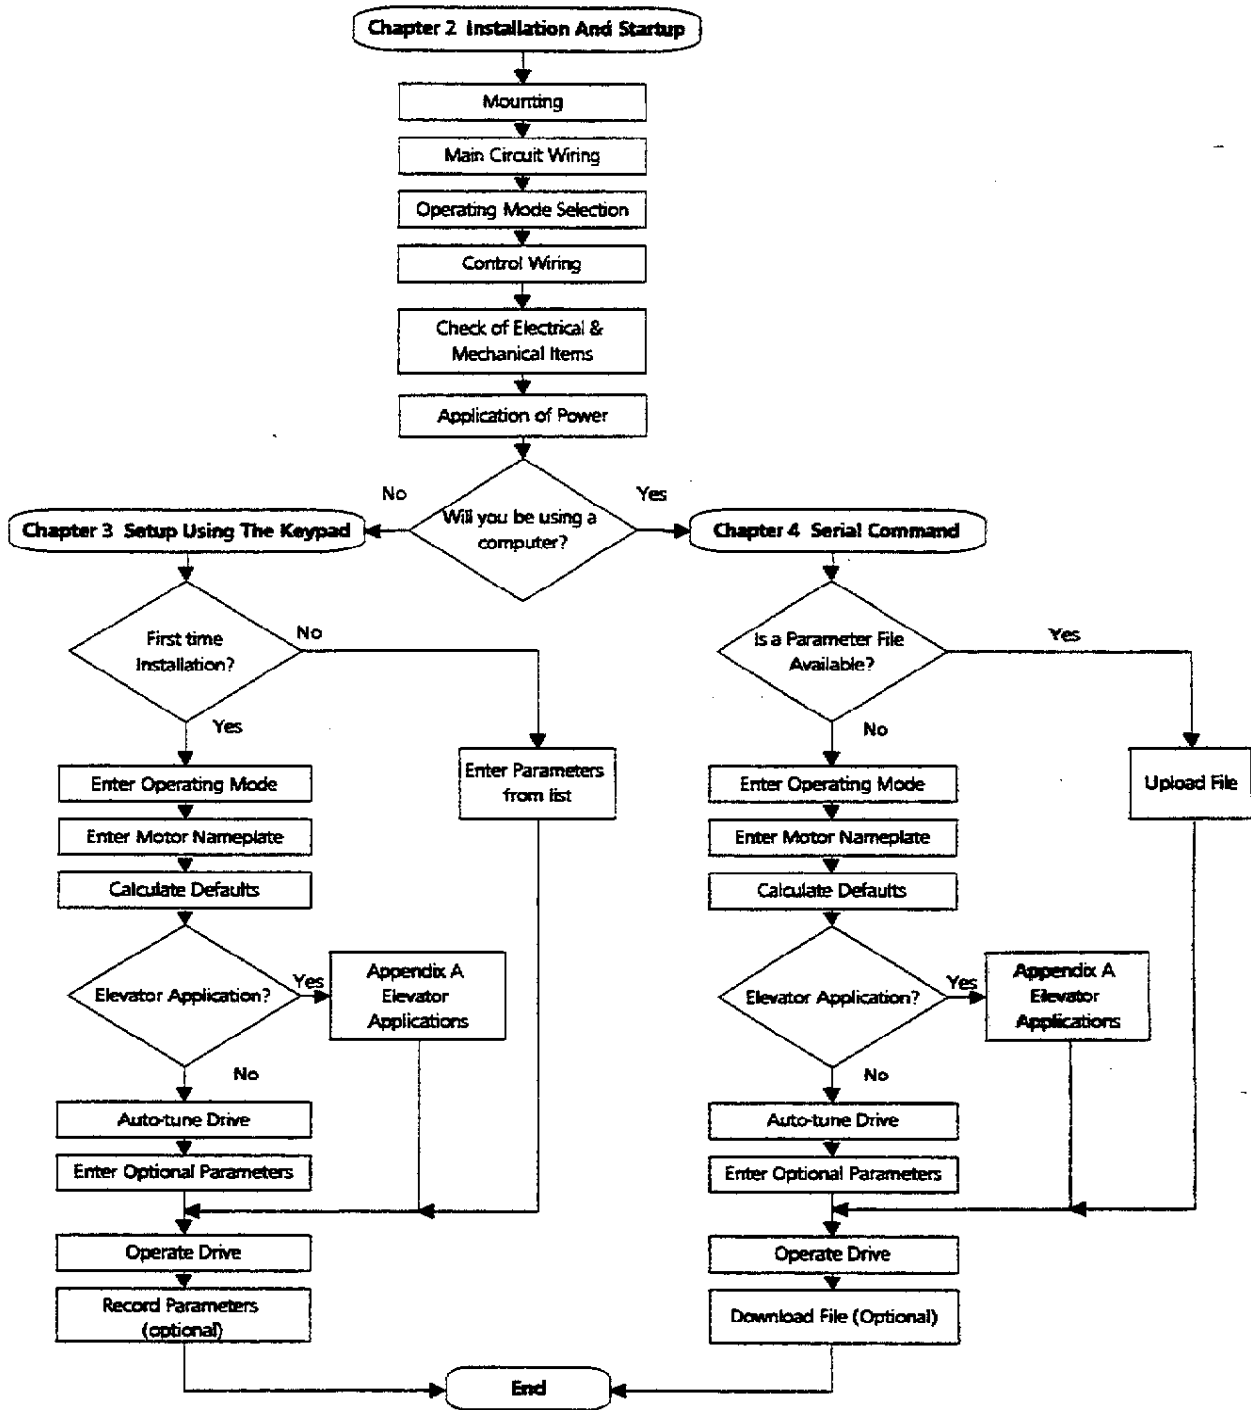 Chapter 2 Installation And Startup
Mounting
Main Circuit Wiring
Operating Mode Selection
Control Wiring
Check of Electrical &
Mechanical Items
Application of Power
No
Yes
Will you be using a
computer?
Chapter 3 Setup Using The Keypad
Chapter 4 Serial Command
First time
Installation?
No
Yes
Enter Parameters
from list
Enter Operating Mode
Enter Motor Nameplate
Calculate Defaults
Elevator Application?
Yes
Appendix A
Elevator
Applications
No
Auto-tune Drive
Enter Optional Parameters
Operate Drive
Record Parameters
(optional)
Is a Parameter File
Available?
Yes
No
Upload File
Enter Operating Mode
Enter Motor Nameplate
Calculate Defaults
Elevator Application?
Yes
Appendix A
Elevator
Applications
No
Auto-tune Drive
Enter Optional Parameters
Operate Drive
Download File (Optional)
End